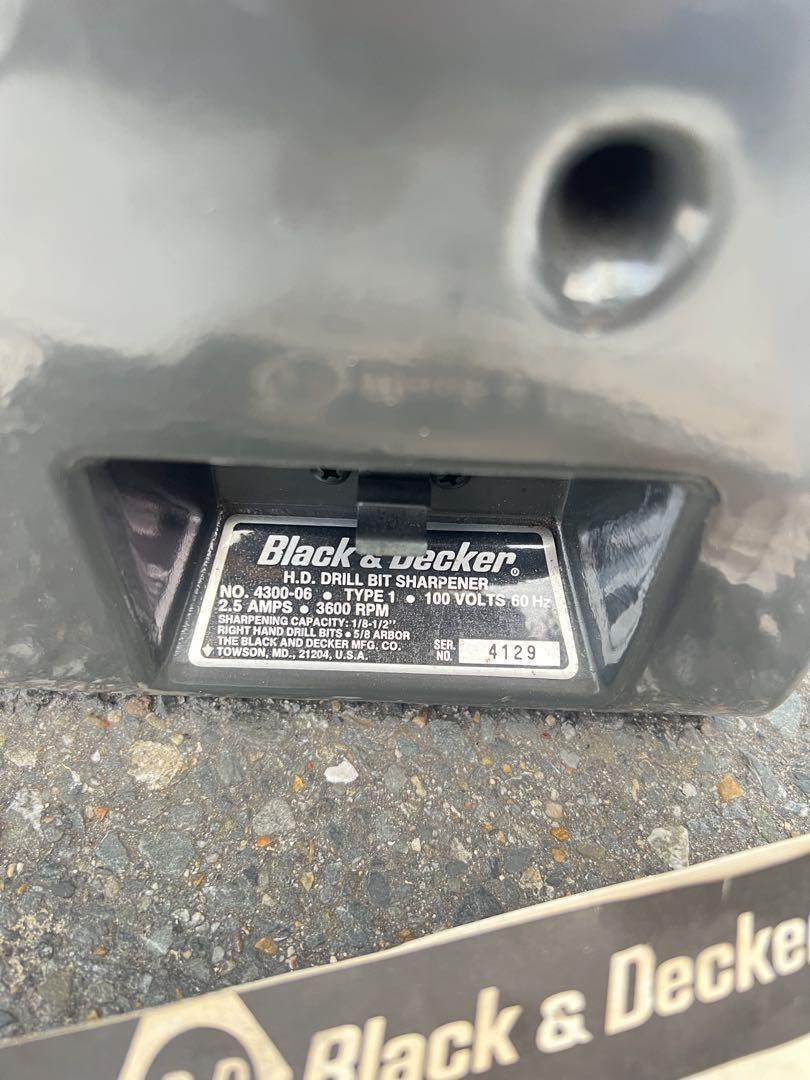 Black & Decker®
H.D. DRILL BIT SHARPENER
NO. 4300-06 • TYPE 1 • 100 VOLTS 60 Hz
2.5 AMPS • 3600 RPM
SHARPENING CAPACITY: 1/8-1/2"
RIGHT HAND DRILL BITS • 5/8 ARBOR
THE BLACK AND DECKER MFG. CO.
TOWSON, MD., 21204, U.S.A.
SER. NO. 4129
Black & Decker